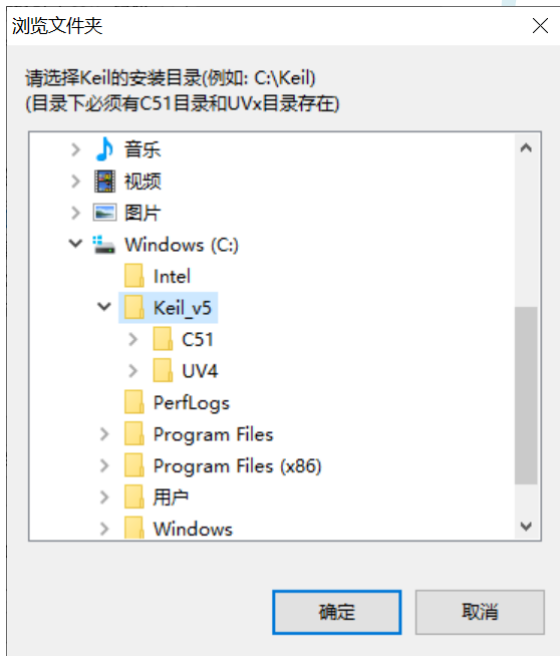 浏览文件夹
请选择Keil的安装目录(例如: C:\Keil)
(目录下必须有C51目录和UVx目录存在)
音乐
视频
图片
Windows (C:)
Intel
Keil_v5
C51
UV4
PerfLogs
Program Files
Program Files (x86)
用户
Windows
确定
取消